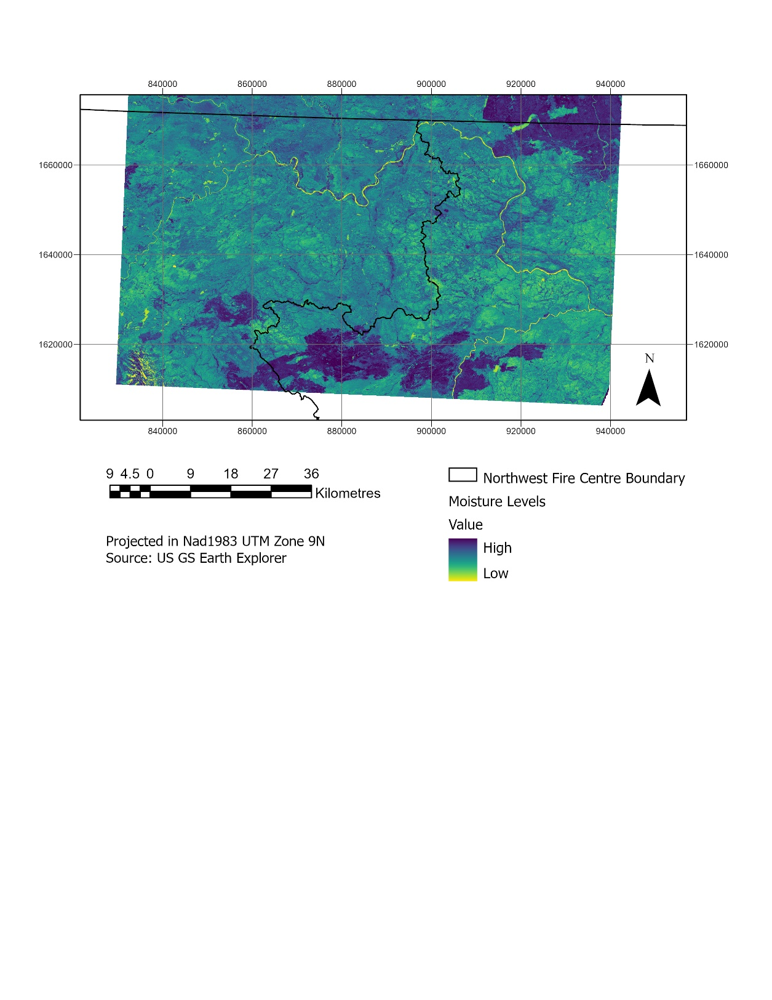 840000 860000 880000 900000 920000 940000
1660000 1660000
1640000 1640000
1620000 1620000
N
840000 860000 880000 900000 920000 940000
9 4.5 0 9 18 27 36
Kilometres
Northwest Fire Centre Boundary
Moisture Levels
Value
High
Low
Projected in Nad1983 UTM Zone 9N
Source: US GS Earth Explorer